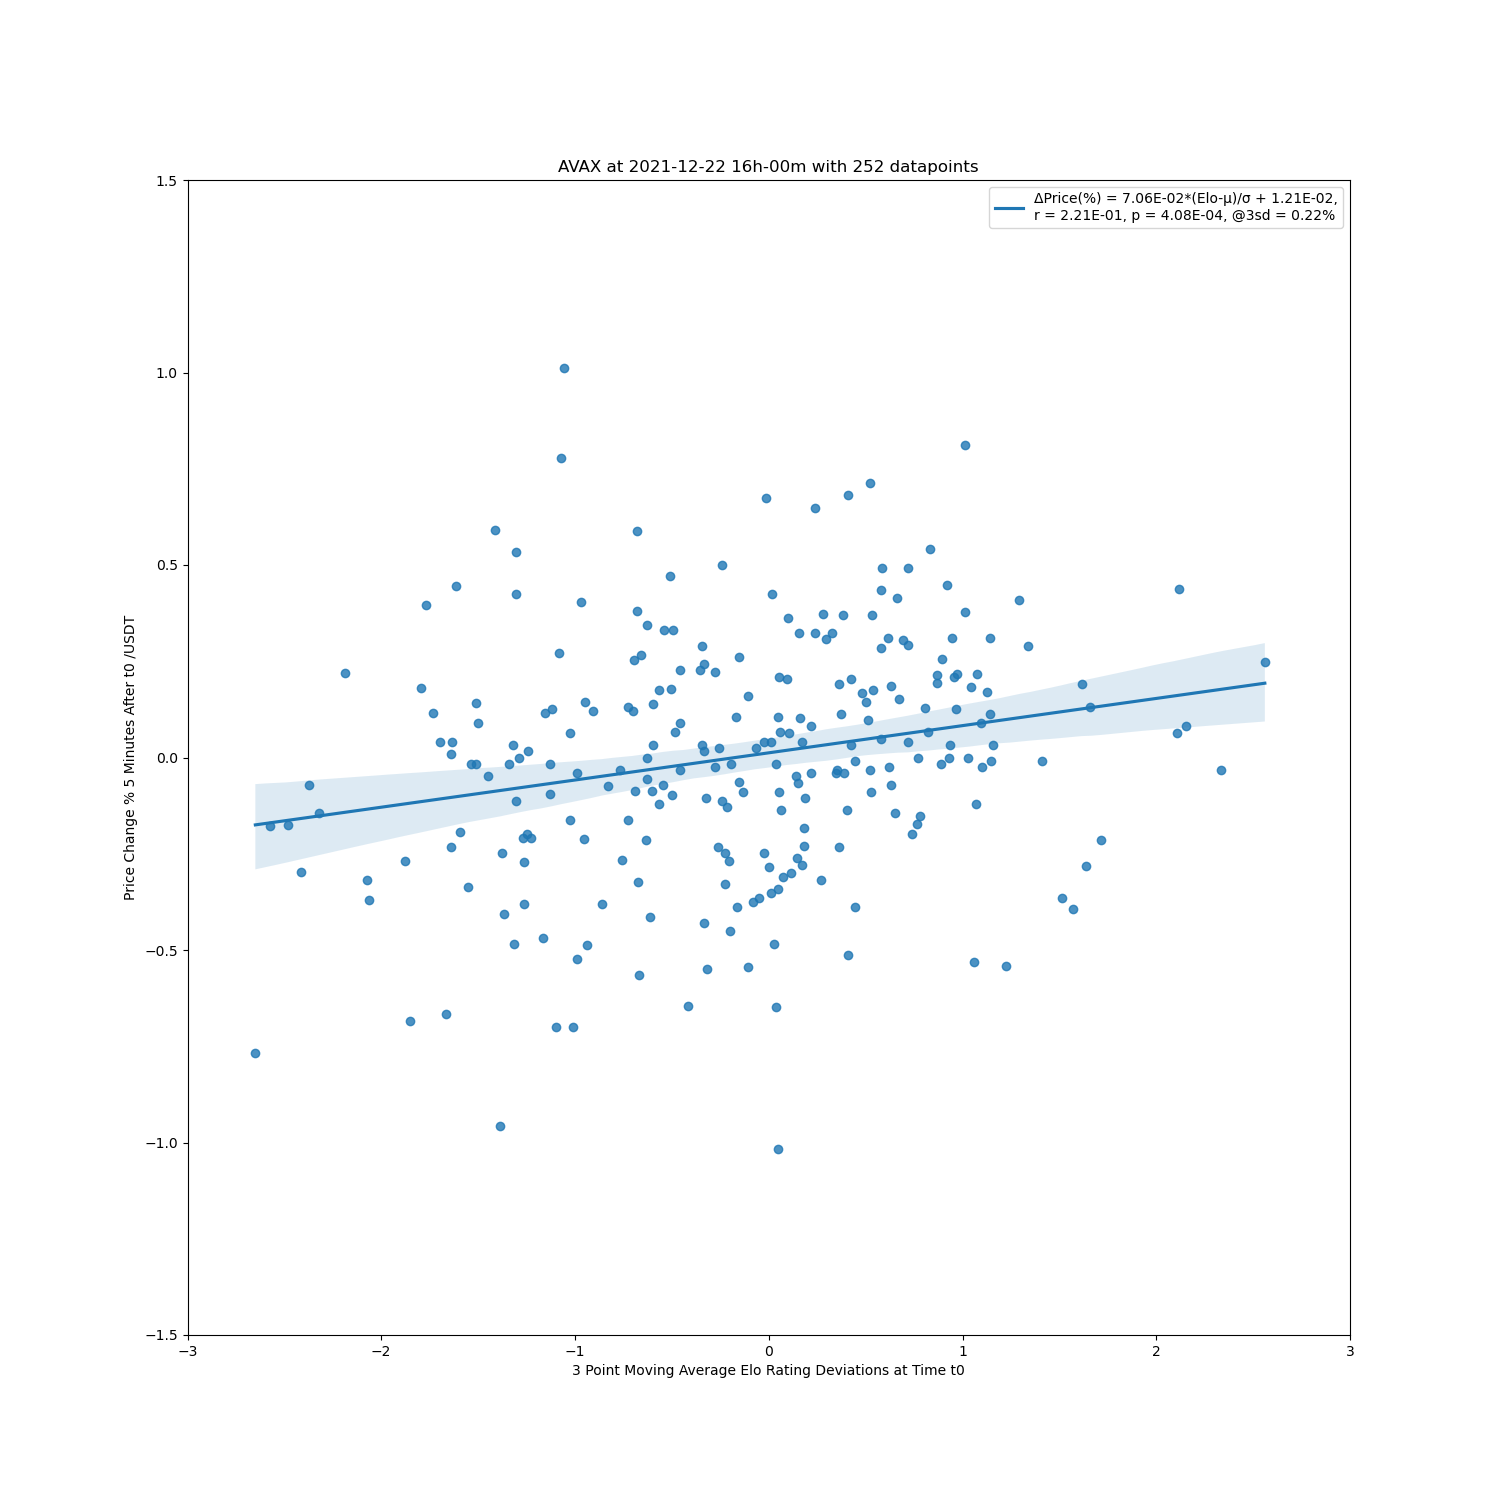 AVAX at 2021-12-22 16h-00m with 252 datapoints
1.5
ΔPrice(%) = 7.06E-02*(Elo-μ)/σ + 1.21E-02,
r = 2.21E-01, p = 4.08E-04, @3sd = 0.22%
1.0
0.5
0.0
−0.5
−1.0
−1.5
Price Change % 5 Minutes After t0 /USDT
−3 −2 −1 0 1 2 3
3 Point Moving Average Elo Rating Deviations at Time t0